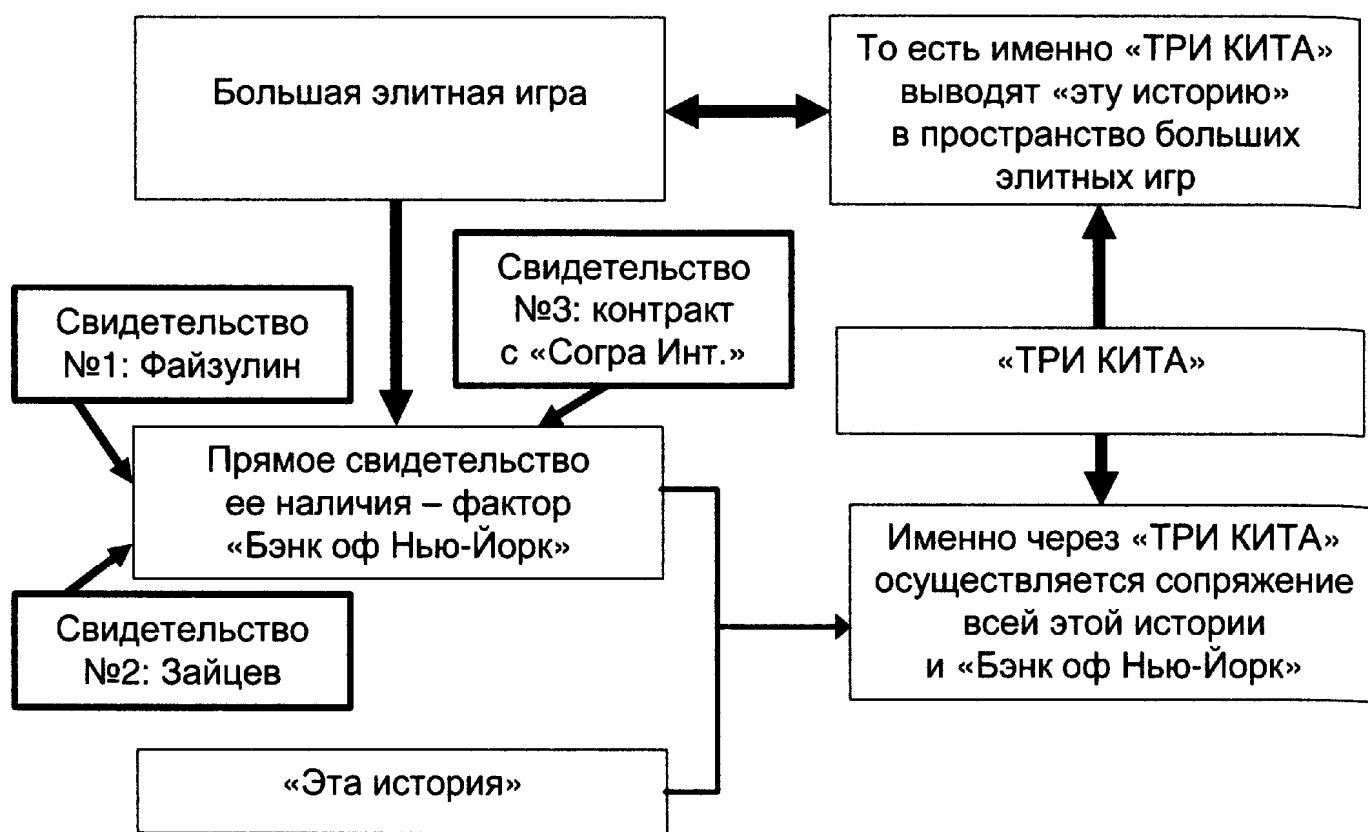 Большая элитная игра
То есть именно «ТРИ КИТА»
выводят «эту историю»
в пространство больших
элитных игр
Свидетельство
№3: контракт
с «Согра Инт.»
Свидетельство
№1: Файзулин
«ТРИ КИТА»
Прямое свидетельство
ее наличия – фактор
«Бэнк оф Нью-Йорк»
Именно через «ТРИ КИТА»
осуществляется сопряжение
всей этой истории
и «Бэнк оф Нью-Йорк»
Свидетельство
№2: Зайцев
«Эта история»